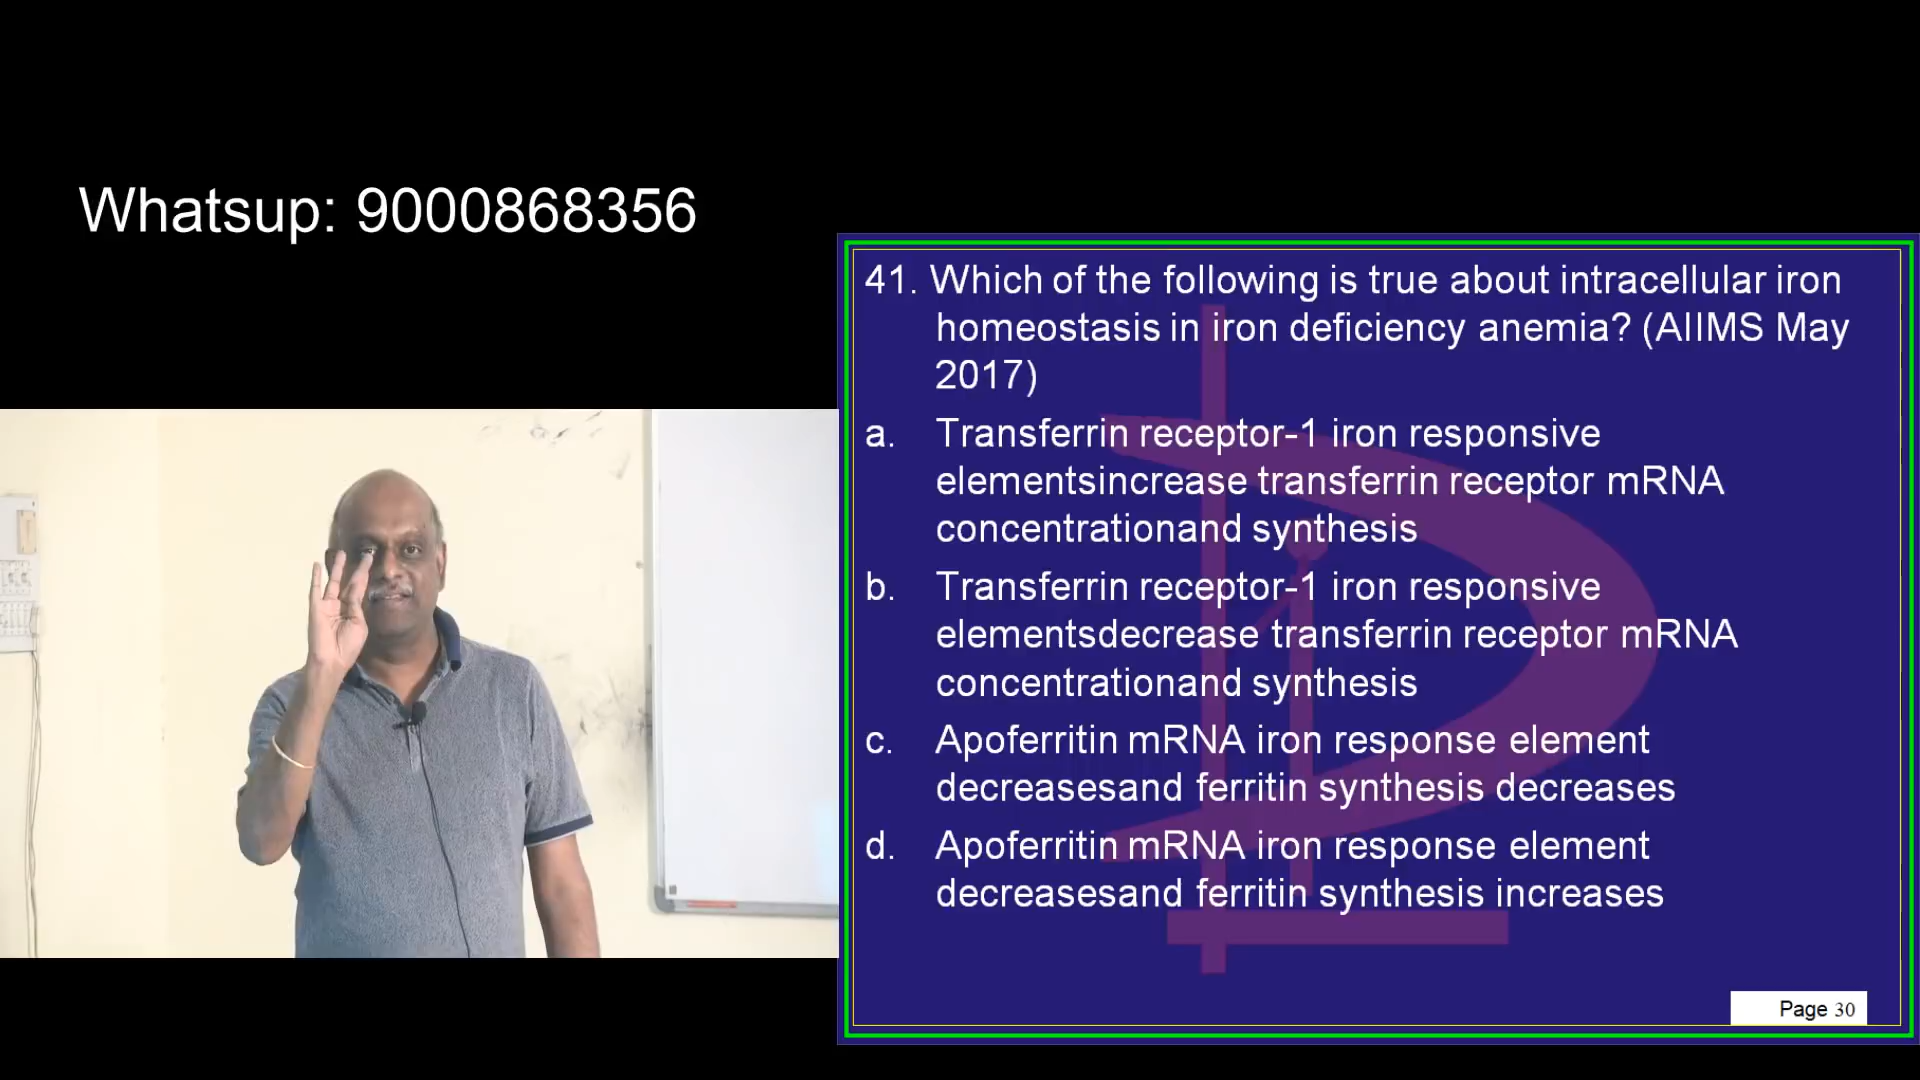 Whatsup: 9000868356
41. Which of the following is true about intracellular iron
homeostasis in iron deficiency anemia? (AIIMS May
2017)
a. Transferrin receptor-1 iron responsive
elementsincrease transferrin receptor mRNA
concentrationand synthesis
b. Transferrin receptor-1 iron responsive
elementsdecrease transferrin receptor mRNA
concentrationand synthesis
c. Apoferritin mRNA iron response element
decreasesand ferritin synthesis decreases
d. Apoferritin mRNA iron response element
decreasesand ferritin synthesis increases
Page 30